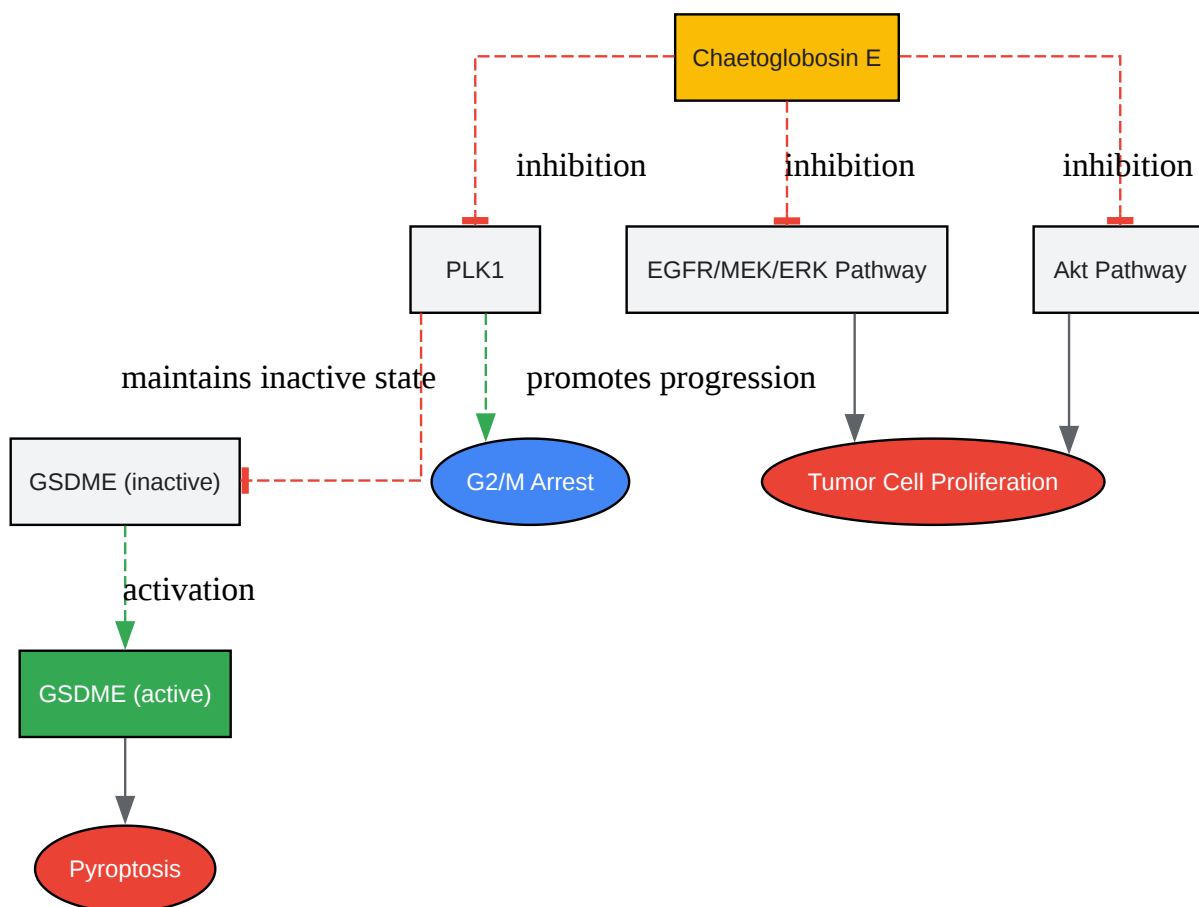 Chaetoglobosin E
inhibition
inhibition
inhibition
PLK1
EGFR/MEK/ERK Pathway
Akt Pathway
maintains inactive state
promotes progression
GSDME (inactive)
G2/M Arrest
Tumor Cell Proliferation
activation
GSDME (active)
Pyroptosis